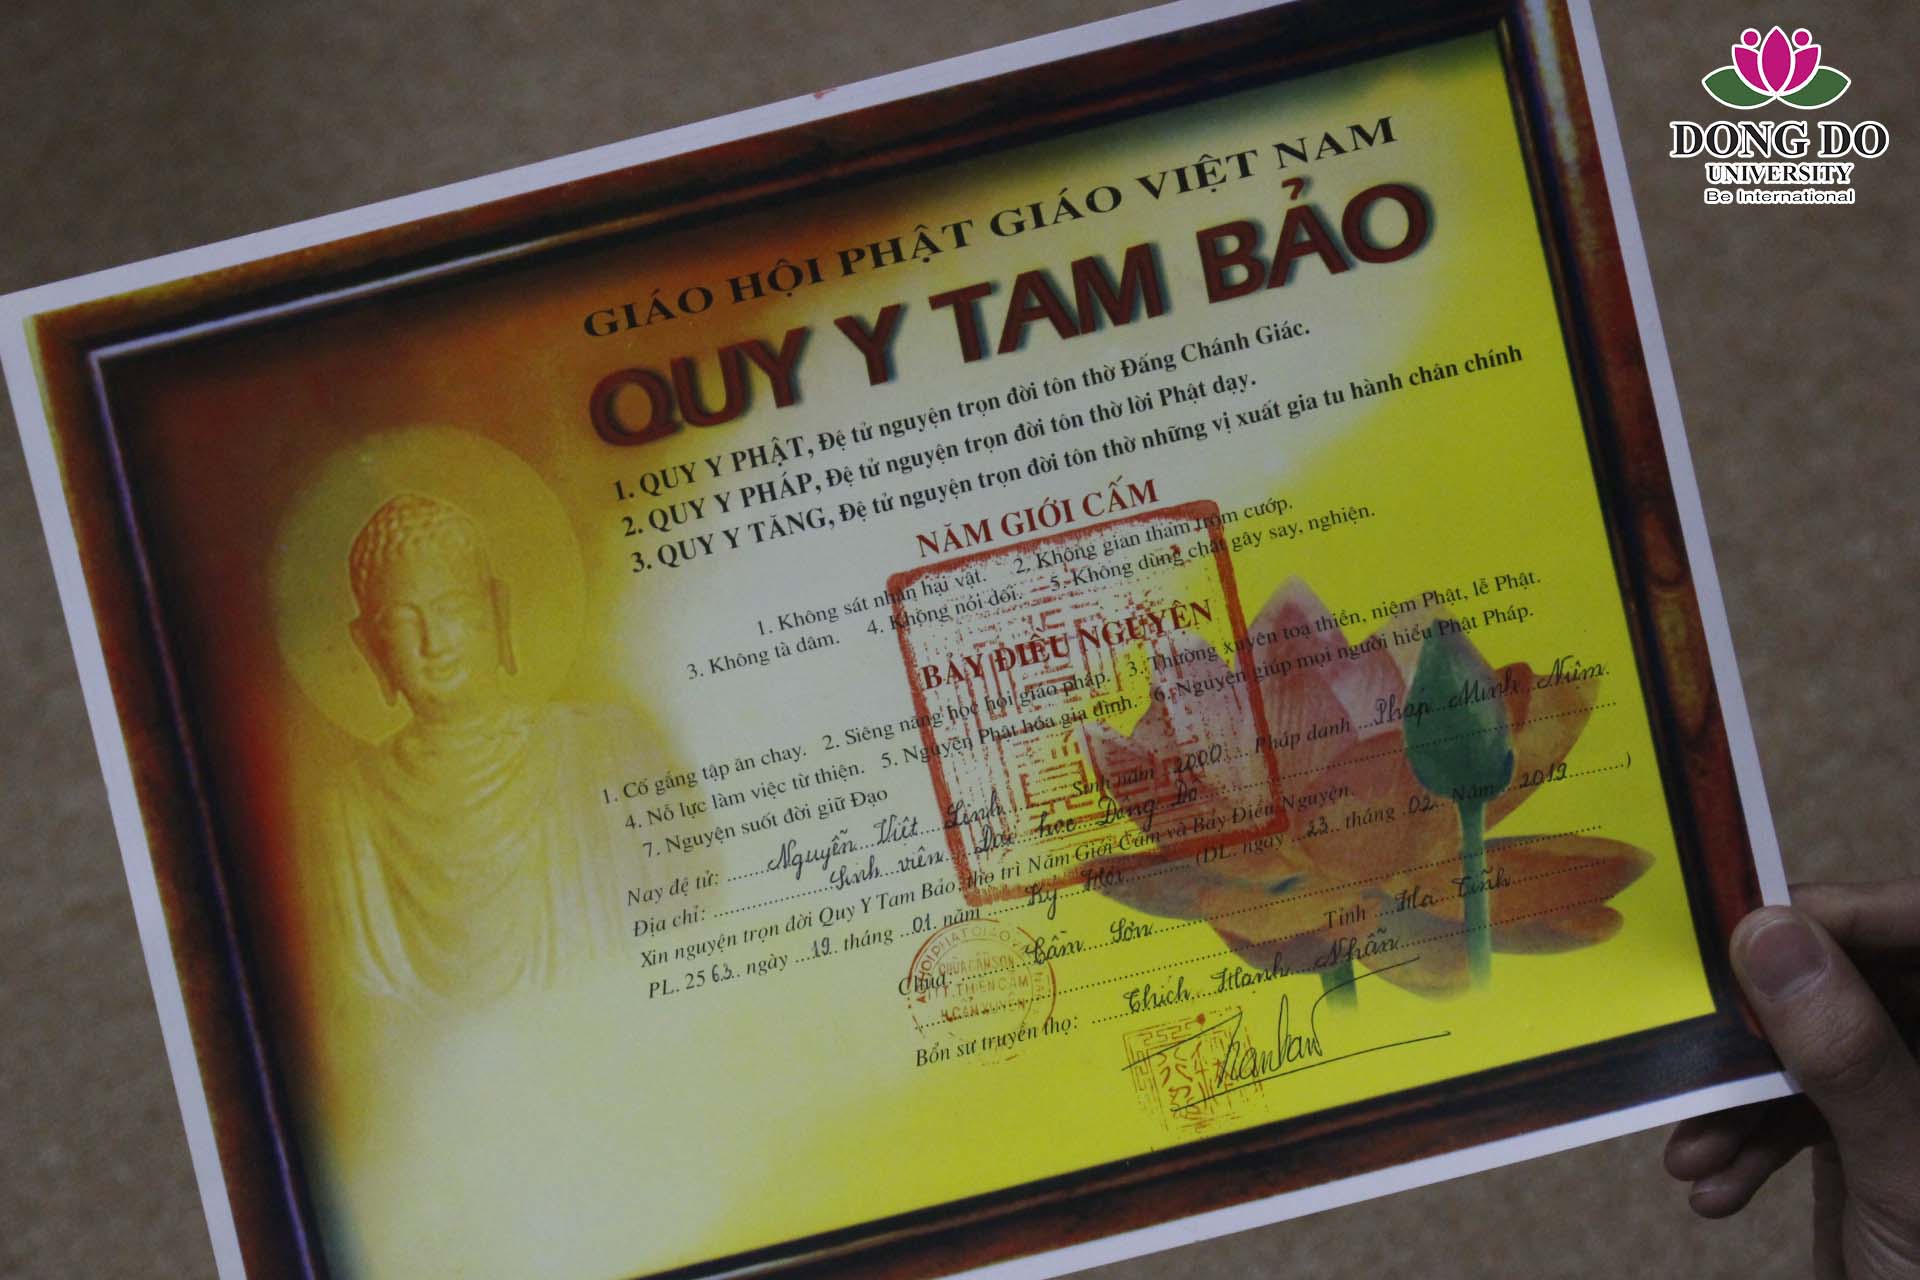 DONG DO
UNIVERSITY
Be International
GIÁO HỘI PHẬT GIÁO VIỆT NAM
QUY Y TAM BẢO
1. QUY Y PHẬT, Đệ tử nguyện trọn đời tôn thờ Đấng Chánh Giác.
2. QUY Y PHÁP, Đệ tử nguyện trọn đời tôn thờ lời Phật dạy.
3. QUY Y TĂNG, Đệ tử nguyện trọn đời tôn thờ những vị xuất gia tu hành chân chính
NĂM GIỚI CẤM
1. Không sát nhân hại vật. 2. Không gian tham trộm cướp.
3. Không tà dâm. 4. Không nói dối. 5. Không dùng chất gây say, nghiện.
BẢY ĐIỀU NGUYỆN
1. Cố gắng tập ăn chay. 2. Siêng năng học hỏi giáo pháp. 3. Thường xuyên toạ thiền, niệm Phật, lễ Phật.
4. Nỗ lực làm việc từ thiện. 5. Nguyện Phật hóa gia đình. 6. Nguyện giúp mọi người hiểu Phật Pháp.
7. Nguyện suốt đời giữ Đạo
Nay đệ tử: Nguyễn Việt Linh Sinh năm 2000 Pháp danh Pháp Minh Niệm
Địa chỉ: Sinh viên Đại học Đông Đô
Xin nguyện trọn đời Quy Y Tam Bảo, thọ trì Năm Giới Cấm và Bảy Điều Nguyện.
PL. 2563 ngày 19 tháng 01 năm Kỷ Hợi (DL. ngày 23 tháng 02 Năm 2019)
Chùa Cầm Sơn
Tỉnh Hà Tĩnh
Bổn sư truyền thọ: Thích Hạnh Nhẫn
CHÙA CẦM SƠN
TT. THIÊN CẦM
H. CẨM XUYÊN